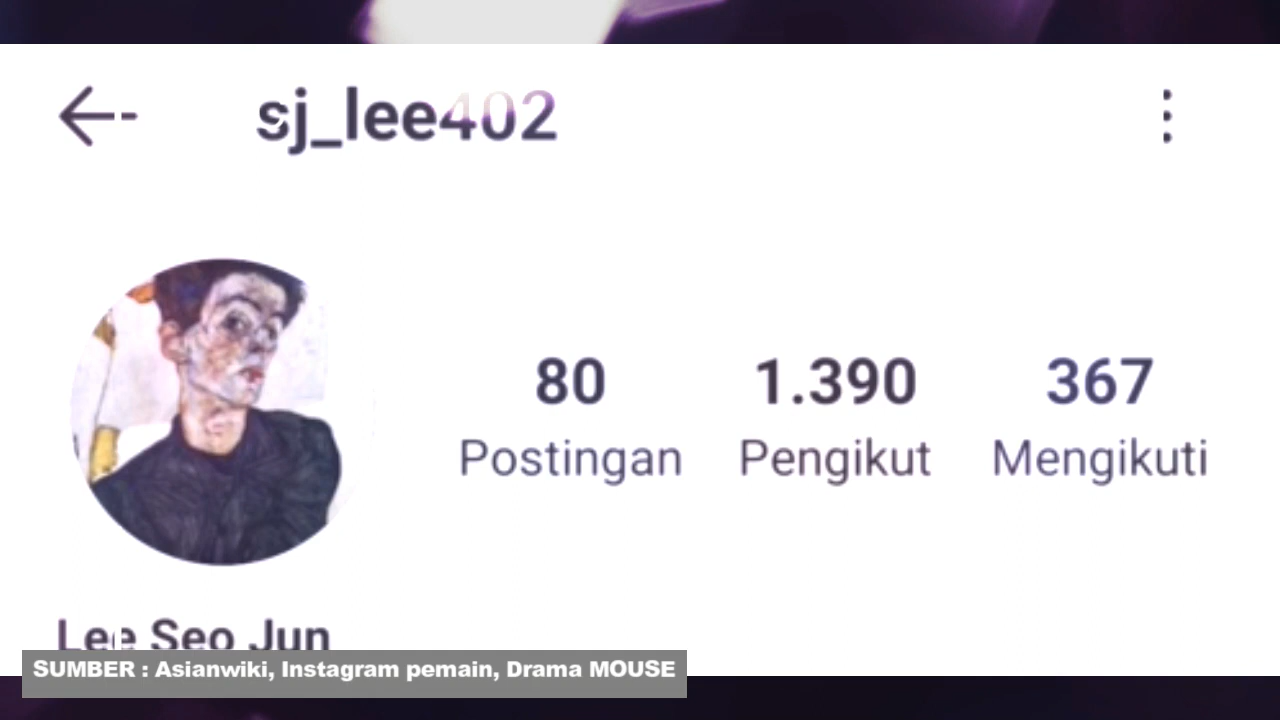 sj_lee402
80 1.390 367
Postingan Pengikut Mengikuti
Lee Seo Jun
SUMBER : Asianwiki, Instagram pemain, Drama MOUSE